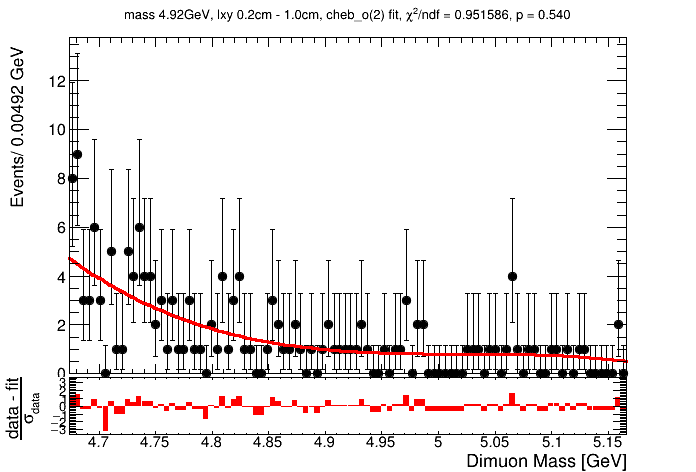 mass 4.92GeV, lxy 0.2cm - 1.0cm, cheb_o(2) fit, χ²/ndf = 0.951586, p = 0.540
Events/ 0.00492 GeV
12
10
8
6
4
2
0
data - fit
σdata
3
2
1
0
−1
−2
−3
4.7 4.75 4.8 4.85 4.9 4.95 5 5.05 5.1 5.15
Dimuon Mass [GeV]